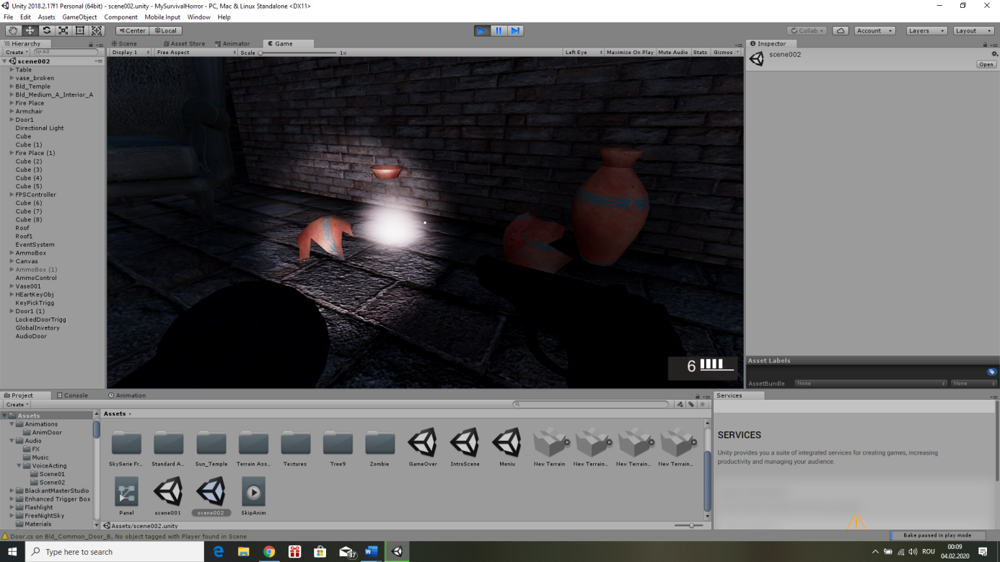 Unity 2018.2.17f1 Personal (64bit) - scene002.unity - MySurvivalHorror - PC, Mac & Linux Standalone <DX11>
File Edit Assets GameObject Component Mobile Input Window Help
Center Local Collab Account Layers Layout
Hierarchy Scene Asset Store Animator Game Inspector
Create All Display 1 Free Aspect Scale 1x Left Eye Maximize On Play Mute Audio Stats Gizmos
scene002
Open
scene002
Table
vase_broken
Bld_Temple
Bld_Medium_A_Interior_A
Fire Place
Armchair
Door1
Directional Light
Cube
Cube (1)
Fire Place (1)
Cube (2)
Cube (3)
Cube (4)
Cube (5)
FPSController
Cube (6)
Cube (7)
Cube (8)
Roof
Roof1
EventSystem
AmmoBox
Canvas
AmmoBox (1)
AmmoControl
Vase001
HEartKeyObj
KeyPickTrigg
Door1 (1)
LockedDoorTrigg
GlobalInvetory
AudioDoor
6
Asset Labels
AssetBundle None None
Project Console Animation
Create
Assets
Animations
AnimDoor
Audio
FX
Music
VoiceActing
Scene01
Scene02
BlackantMasterStudio
Enhanced Trigger Box
Flashlight
FreeNightSky
Materials
Assets
SkySerie Fr... Standard A... Sun_Temple Terrain Ass... Textures Tree9 Zombie GameOver IntroScene Meniu New Terrain New Terrain... New Terrain... New Terrain...
Panel scene001 scene002 SkipAnim
Assets/scene002.unity
Services
SERVICES
Unity provides you a suite of integrated services for creating games, increasing
productivity and managing your audience.
Door.cs on Bld_Common_Door_B, No object tagged with Player found in Scene
Bake paused in play mode
Type here to search
37
ROU
00:09
04.02.2020